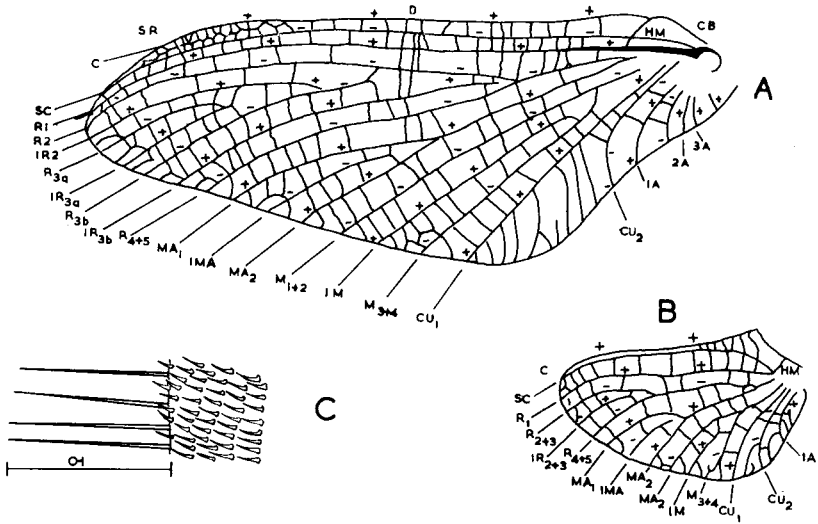 D
SR
HM
CB
C
A
SC
R1
R2
IR2
R3a
IR3a
R3b
IR3b
R4+5
MA1
IMA
MA2
M1+2
IM
M3+4
CU1
CU2
1A
2A
3A
B
C
SC
R1
R2+3
IR2+3
R4+5
MA1
IMA
MA2
MA2
IM
M3+4
CU1
CU2
1A
HM
C
O·1